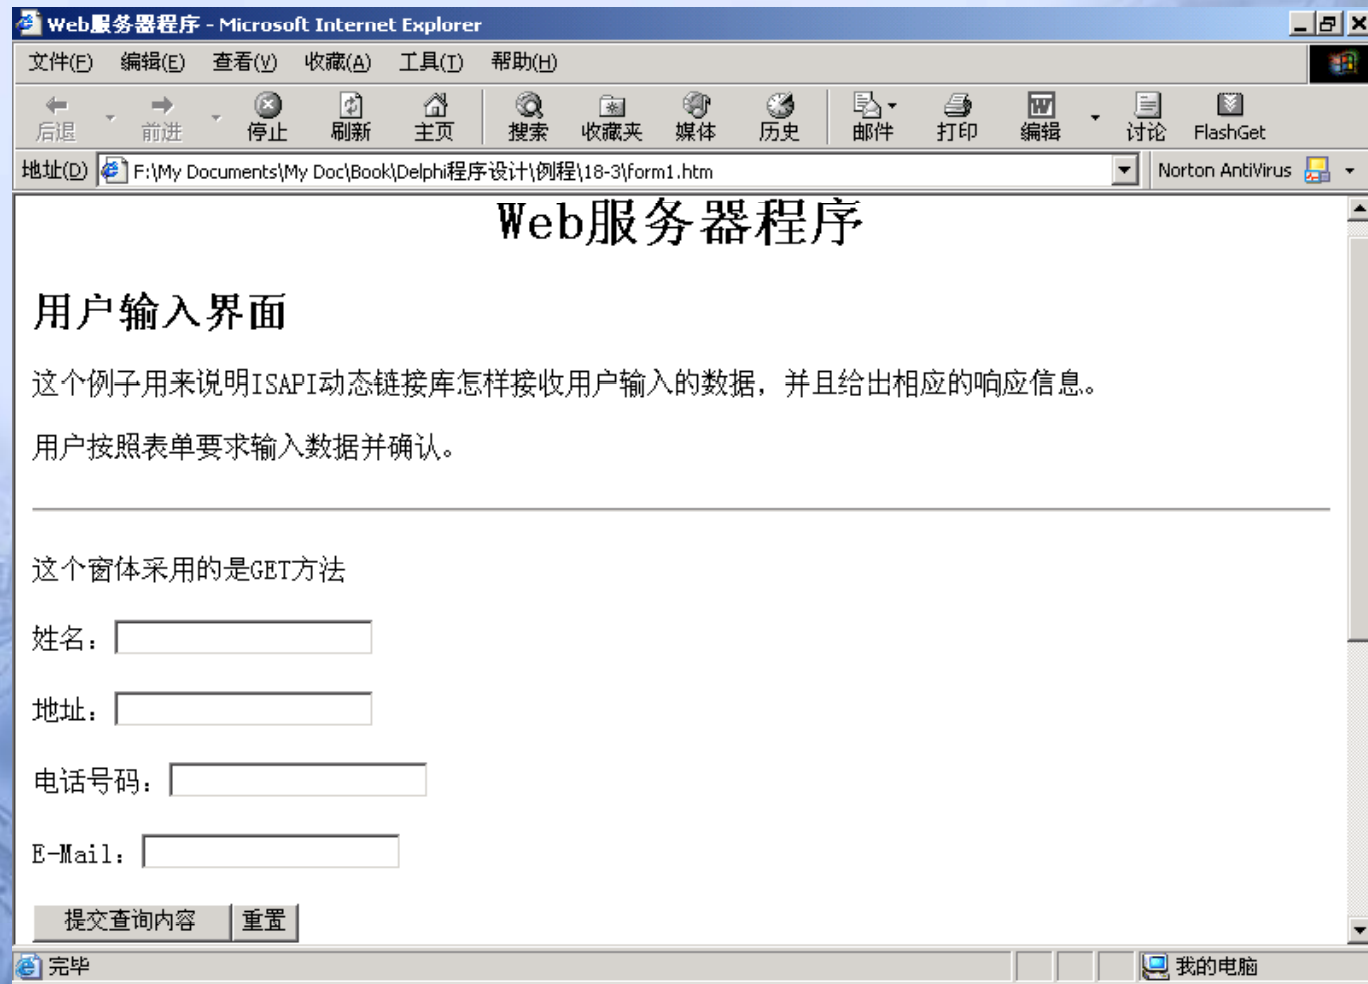 Web服务器程序 - Microsoft Internet Explorer
文件(F) 编辑(E) 查看(V) 收藏(A) 工具(T) 帮助(H)
后退 前进 停止 刷新 主页 搜索 收藏夹 媒体 历史 邮件 打印 编辑 讨论 FlashGet
地址(D) F:\My Documents\My Doc\Book\Delphi程序设计\例程\18-3\form1.htm Norton AntiVirus
Web服务器程序
用户输入界面
这个例子用来说明ISAPI动态链接库怎样接收用户输入的数据，并且给出相应的响应信息。
用户按照表单要求输入数据并确认。
这个窗体采用的是GET方法
姓名：
地址：
电话号码：
E-Mail：
提交查询内容 重置
完毕 我的电脑